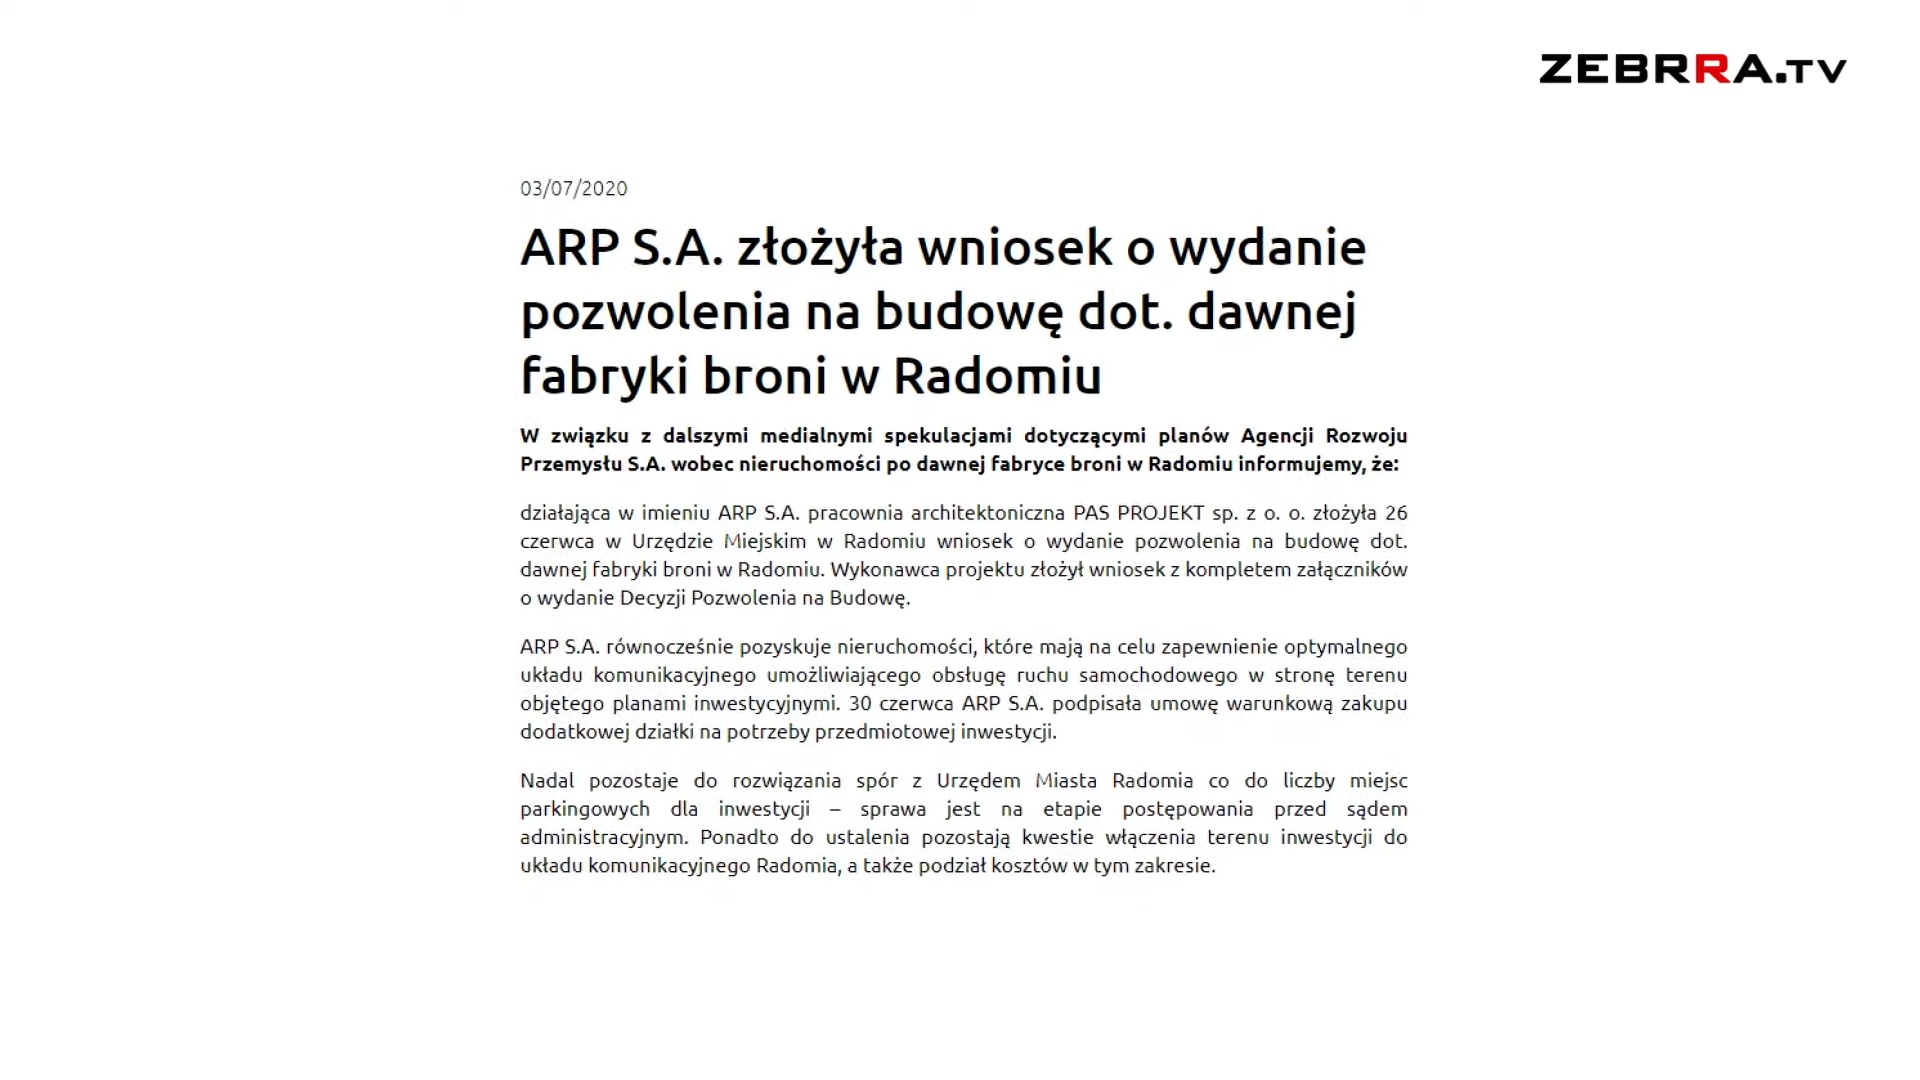 ZEBRRA.TV
03/07/2020
ARP S.A. złożyła wniosek o wydanie
pozwolenia na budowę dot. dawnej
fabryki broni w Radomiu
W związku z dalszymi medialnymi spekulacjami dotyczącymi planów Agencji Rozwoju
Przemysłu S.A. wobec nieruchomości po dawnej fabryce broni w Radomiu informujemy, że:
działająca w imieniu ARP S.A. pracownia architektoniczna PAS PROJEKT sp. z o. o. złożyła 26
czerwca w Urzędzie Miejskim w Radomiu wniosek o wydanie pozwolenia na budowę dot.
dawnej fabryki broni w Radomiu. Wykonawca projektu złożył wniosek z kompletem załączników
o wydanie Decyzji Pozwolenia na Budowę.
ARP S.A. równocześnie pozyskuje nieruchomości, które mają na celu zapewnienie optymalnego
układu komunikacyjnego umożliwiającego obsługę ruchu samochodowego w stronę terenu
objętego planami inwestycyjnymi. 30 czerwca ARP S.A. podpisała umowę warunkową zakupu
dodatkowej działki na potrzeby przedmiotowej inwestycji.
Nadal pozostaje do rozwiązania spór z Urzędem Miasta Radomia co do liczby miejsc
parkingowych dla inwestycji – sprawa jest na etapie postępowania przed sądem
administracyjnym. Ponadto do ustalenia pozostają kwestie włączenia terenu inwestycji do
układu komunikacyjnego Radomia, a także podział kosztów w tym zakresie.